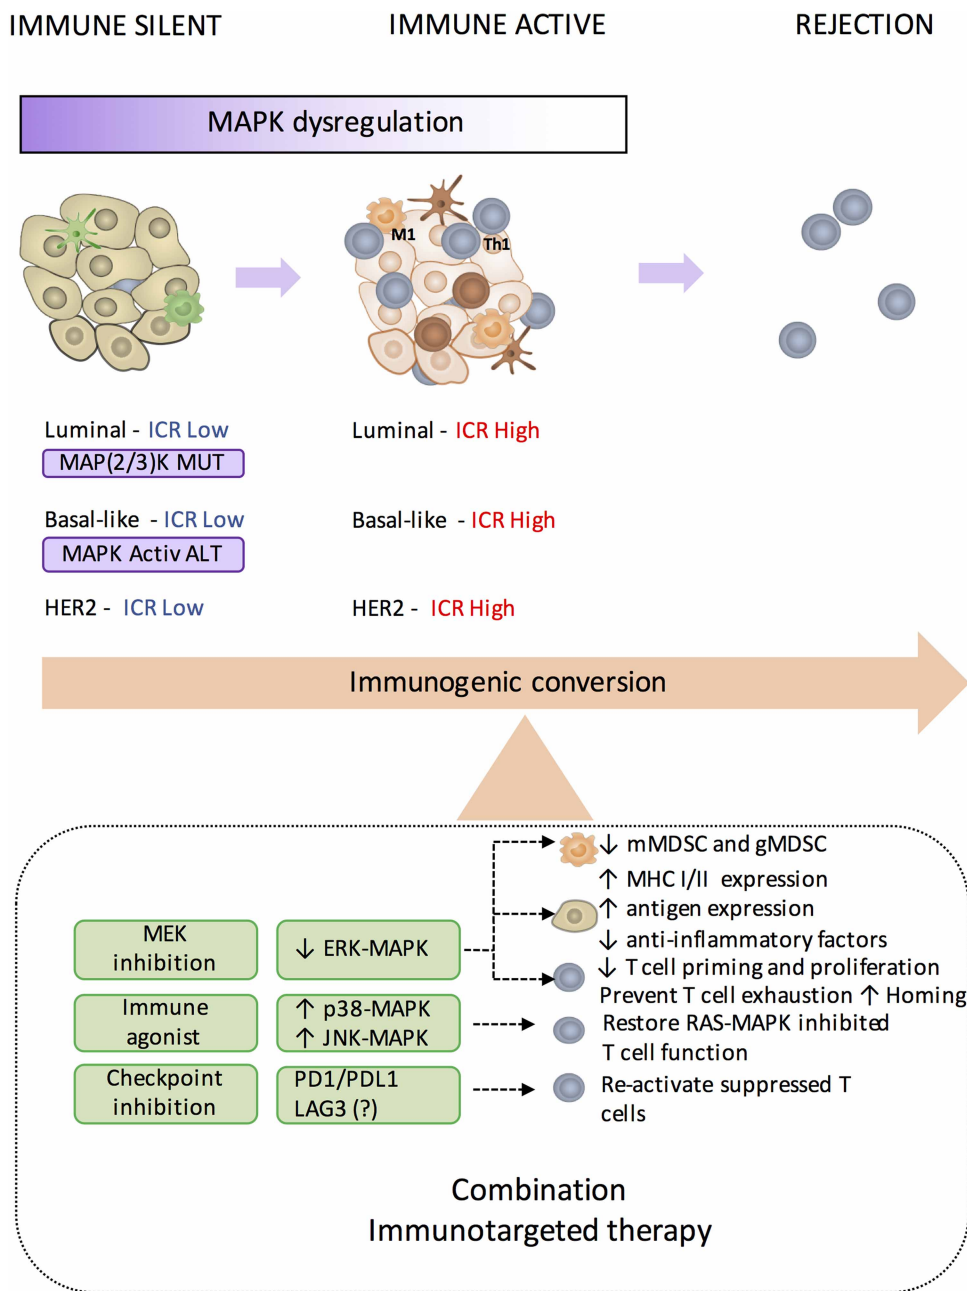 IMMUNE SILENT
IMMUNE ACTIVE
REJECTION
MAPK dysregulation
M1
Th1
Luminal - ICR Low
MAP(2/3)K MUT
Luminal - ICR High
Basal-like - ICR Low
MAPK Activ ALT
Basal-like - ICR High
HER2 - ICR Low
HER2 - ICR High
Immunogenic conversion
MEK
inhibition
↓ ERK-MAPK
↓ mMDSC and gMDSC
↑ MHC I/II expression
↑ antigen expression
↓ anti-inflammatory factors
↓ T cell priming and proliferation
Prevent T cell exhaustion ↑ Homing
Immune
agonist
↑ p38-MAPK
↑ JNK-MAPK
Restore RAS-MAPK inhibited
T cell function
Checkpoint
inhibition
PD1/PDL1
LAG3 (?)
Re-activate suppressed T
cells
Combination
Immunotargeted therapy